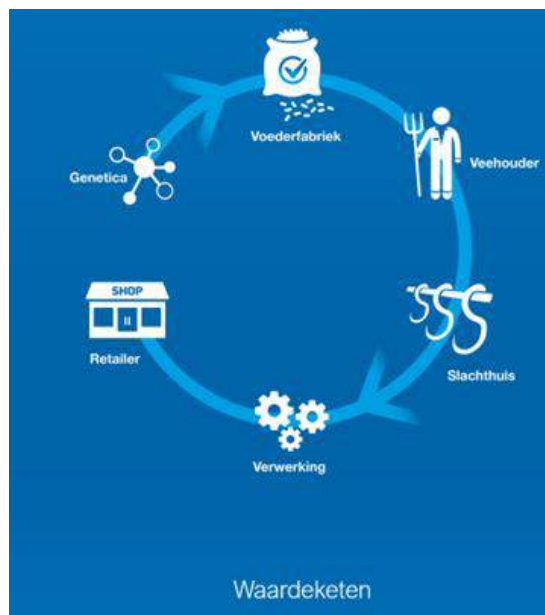 Voederfabriek
Genetica
Veehouder
SHOP
Retailer
Slachthuis
Verwerking
Waardeketen